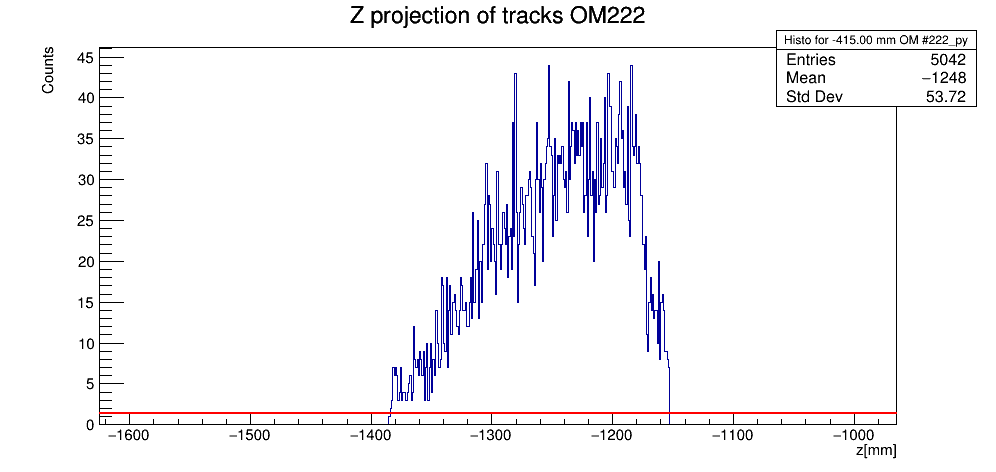 Z projection of tracks OM222
Histo for -415.00 mm OM #222_py
Entries 5042
Mean −1248
Std Dev 53.72
Counts
45
40
35
30
25
20
15
10
5
0
−1600 −1500 −1400 −1300 −1200 −1100 −1000
z[mm]